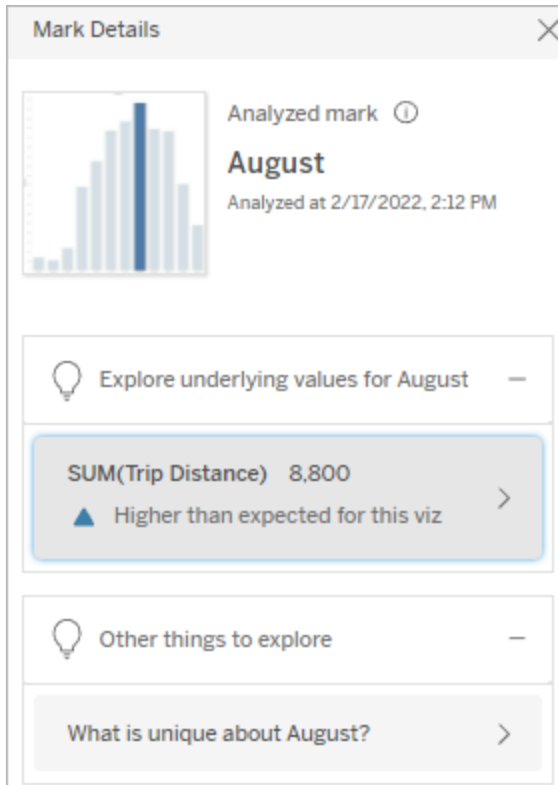 Mark Details
Analyzed mark
August
Analyzed at 2/17/2022, 2:12 PM
Explore underlying values for August
SUM(Trip Distance) 8,800
Higher than expected for this viz
Other things to explore
What is unique about August?